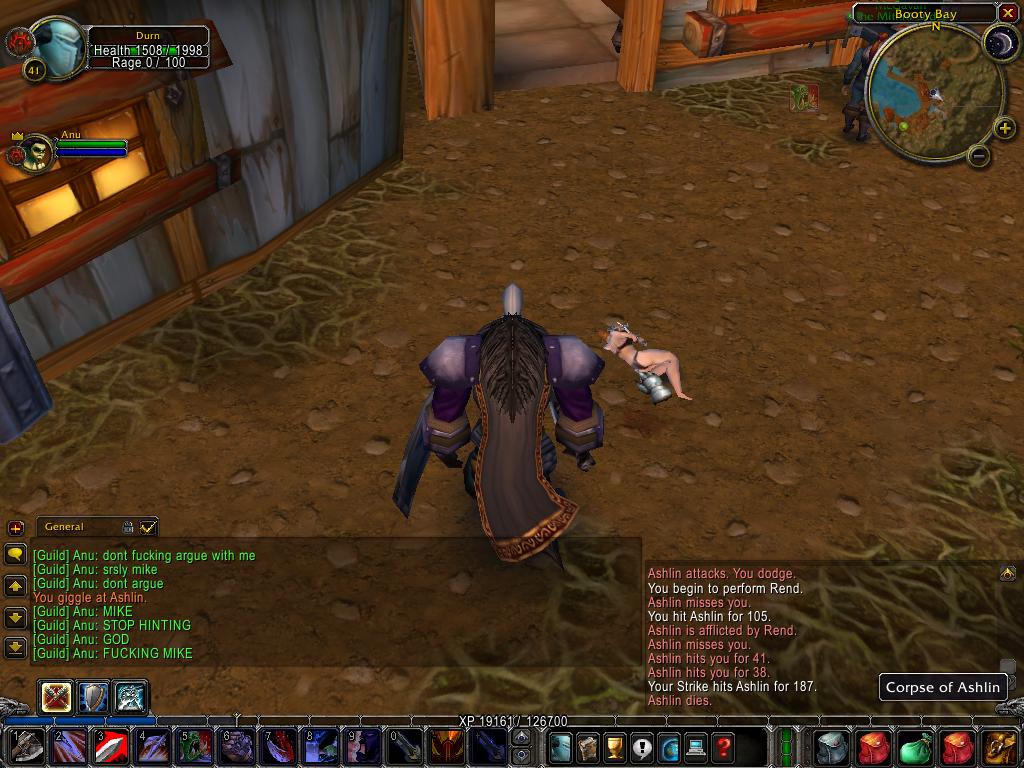 Durn
Health 1508 / 1998
Rage 0 / 100
41
Anu
Booty Bay
N
General
[Guild] Anu: dont fucking argue with me
[Guild] Anu: srsly mike
[Guild] Anu: dont argue
You giggle at Ashlin.
[Guild] Anu: MIKE
[Guild] Anu: STOP HINTING
[Guild] Anu: GOD
[Guild] Anu: FUCKING MIKE
Ashlin attacks. You dodge.
You begin to perform Rend.
Ashlin misses you.
You hit Ashlin for 105.
Ashlin is afflicted by Rend.
Ashlin misses you.
Ashlin hits you for 41.
Ashlin hits you for 38.
Your Strike hits Ashlin for 187.
Ashlin dies.
Corpse of Ashlin
XP 19161 / 126700
1 2 3 4 5 6 7 8 9 0